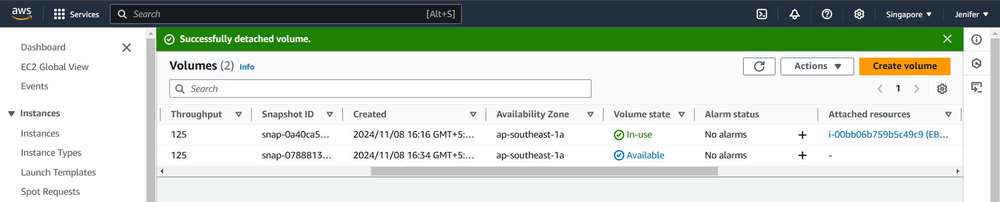 aws Services Search [Alt+S] Singapore Jenifer
Successfully detached volume.
Dashboard
EC2 Global View
Events
Instances
Instances
Instance Types
Launch Templates
Spot Requests
Volumes (2) Info Actions Create volume
Search 1
Throughput Snapshot ID Created Availability Zone Volume state Alarm status Attached resources
125 snap-0a40ca5... 2024/11/08 16:16 GMT+5:... ap-southeast-1a In-use No alarms + i-00bb06b759b5c49c9 (EB...
125 snap-0788813... 2024/11/08 16:34 GMT+5:... ap-southeast-1a Available No alarms + -